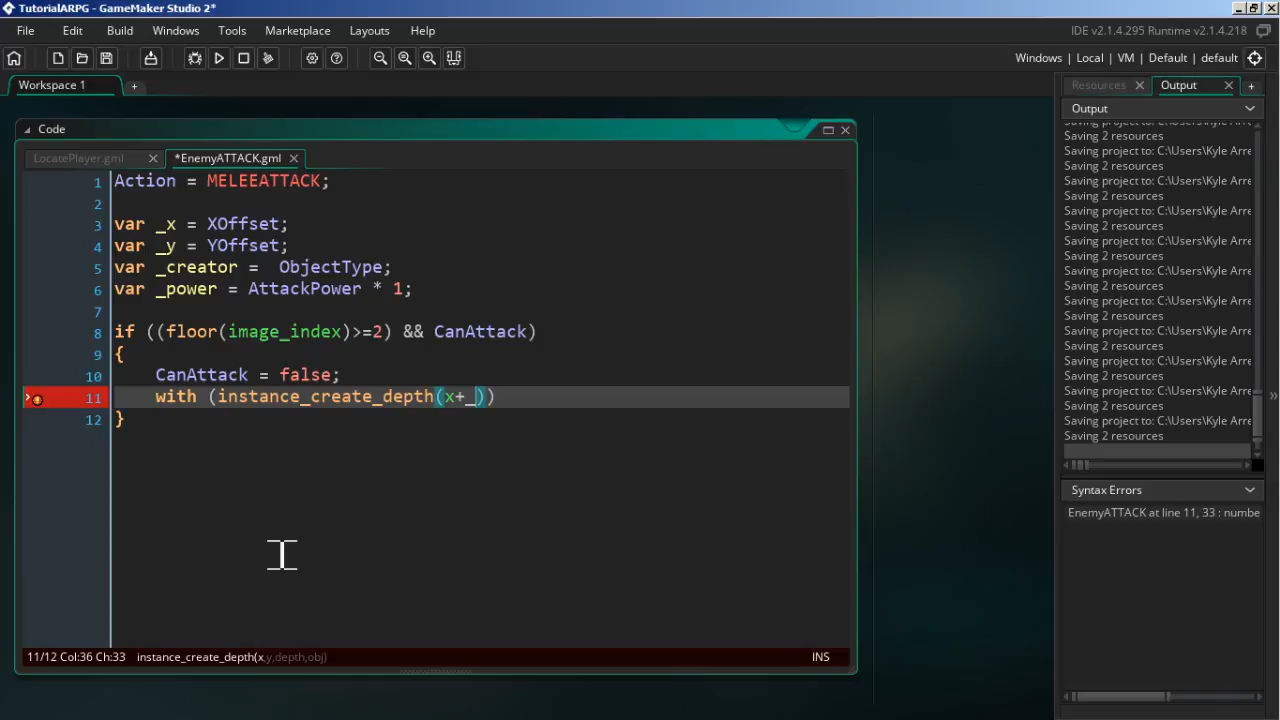 TutorialARPG - GameMaker Studio 2*
File Edit Build Windows Tools Marketplace Layouts Help
IDE v2.1.4.295 Runtime v2.1.4.218
Windows | Local | VM | Default | default
Workspace 1 +
Resources Output +
Output
Code
LocatePlayer.gml *EnemyATTACK.gml
1 Action = MELEEATTACK;
2
3 var _x = XOffset;
4 var _y = YOffset;
5 var _creator =  ObjectType;
6 var _power = AttackPower * 1;
7
8 if ((floor(image_index)>=2) && CanAttack)
9 {
10 CanAttack = false;
11 with (instance_create_depth(x+_))
12 }
11/12 Col:36 Ch:33 instance_create_depth(x,y,depth,obj) INS
Saving project to: C:\Users\Kyle Arre
Saving 2 resources
Saving project to: C:\Users\Kyle Arre
Saving 2 resources
Saving project to: C:\Users\Kyle Arre
Saving 2 resources
Saving project to: C:\Users\Kyle Arre
Saving 2 resources
Saving project to: C:\Users\Kyle Arre
Saving 2 resources
Saving project to: C:\Users\Kyle Arre
Saving 2 resources
Saving project to: C:\Users\Kyle Arre
Saving 2 resources
Saving project to: C:\Users\Kyle Arre
Saving 2 resources
Saving project to: C:\Users\Kyle Arre
Saving 2 resources
Saving project to: C:\Users\Kyle Arre
Saving 2 resources
Saving project to: C:\Users\Kyle Arre
Saving 2 resources
Syntax Errors
EnemyATTACK at line 11, 33 : numbe